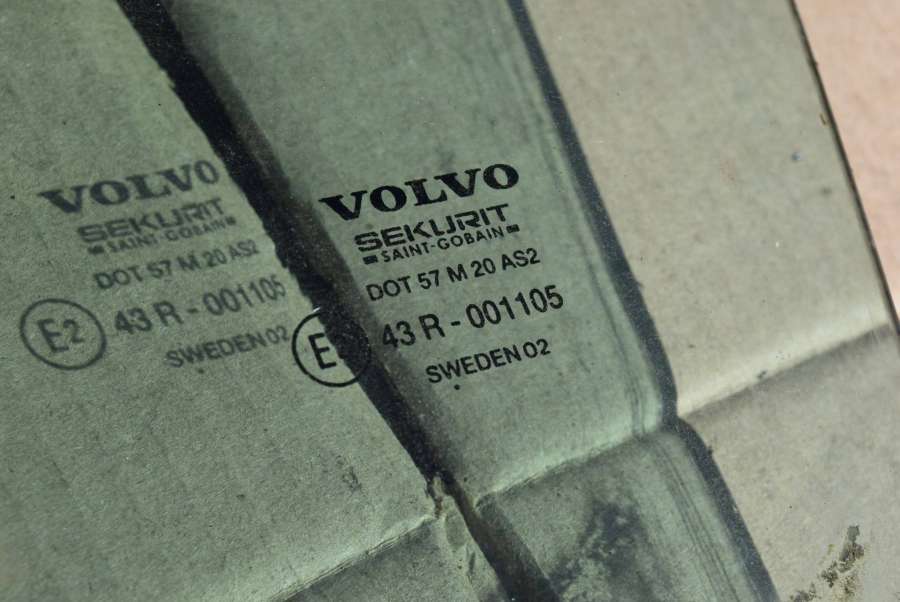 VOLVO
SEKURIT
SAINT-GOBAIN
DOT 57 M 20 AS2
E2 43 R - 001105
SWEDEN 02
VOLVO
SEKURIT
SAINT-GOBAIN
DOT 57 M 20 AS2
E2 43 R - 001105
SWEDEN 02